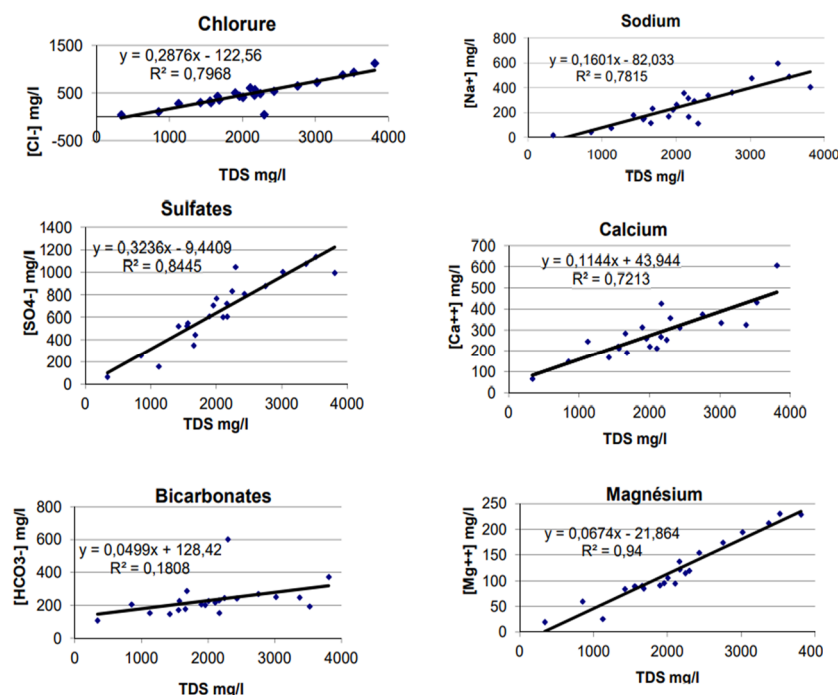 Chlorure
y = 0,2876x - 122,56
R² = 0,7968
[Cl-] mg/l
1500
500
-500
0 1000 2000 3000 4000
TDS mg/l
Sodium
y = 0,1601x - 82,033
R² = 0,7815
[Na+] mg/l
800
600
400
200
0
0 1000 2000 3000 4000
TDS mg/l
Sulfates
y = 0,3236x - 9,4409
R² = 0,8445
[SO4-] mg/l
1400
1200
1000
800
600
400
200
0
0 1000 2000 3000 4000
TDS mg/l
Calcium
y = 0,1144x + 43,944
R² = 0,7213
[Ca++] mg/l
700
600
500
400
300
200
100
0
0 1000 2000 3000 4000
TDS mg/l
Bicarbonates
y = 0,0499x + 128,42
R² = 0,1808
[HCO3-] mg/l
800
600
400
200
0
0 1000 2000 3000 4000
TDS mg/l
Magnésium
y = 0,0674x - 21,864
R² = 0,94
[Mg++] mg/l
250
200
150
100
50
0
0 1000 2000 3000 400
TDS mg/l